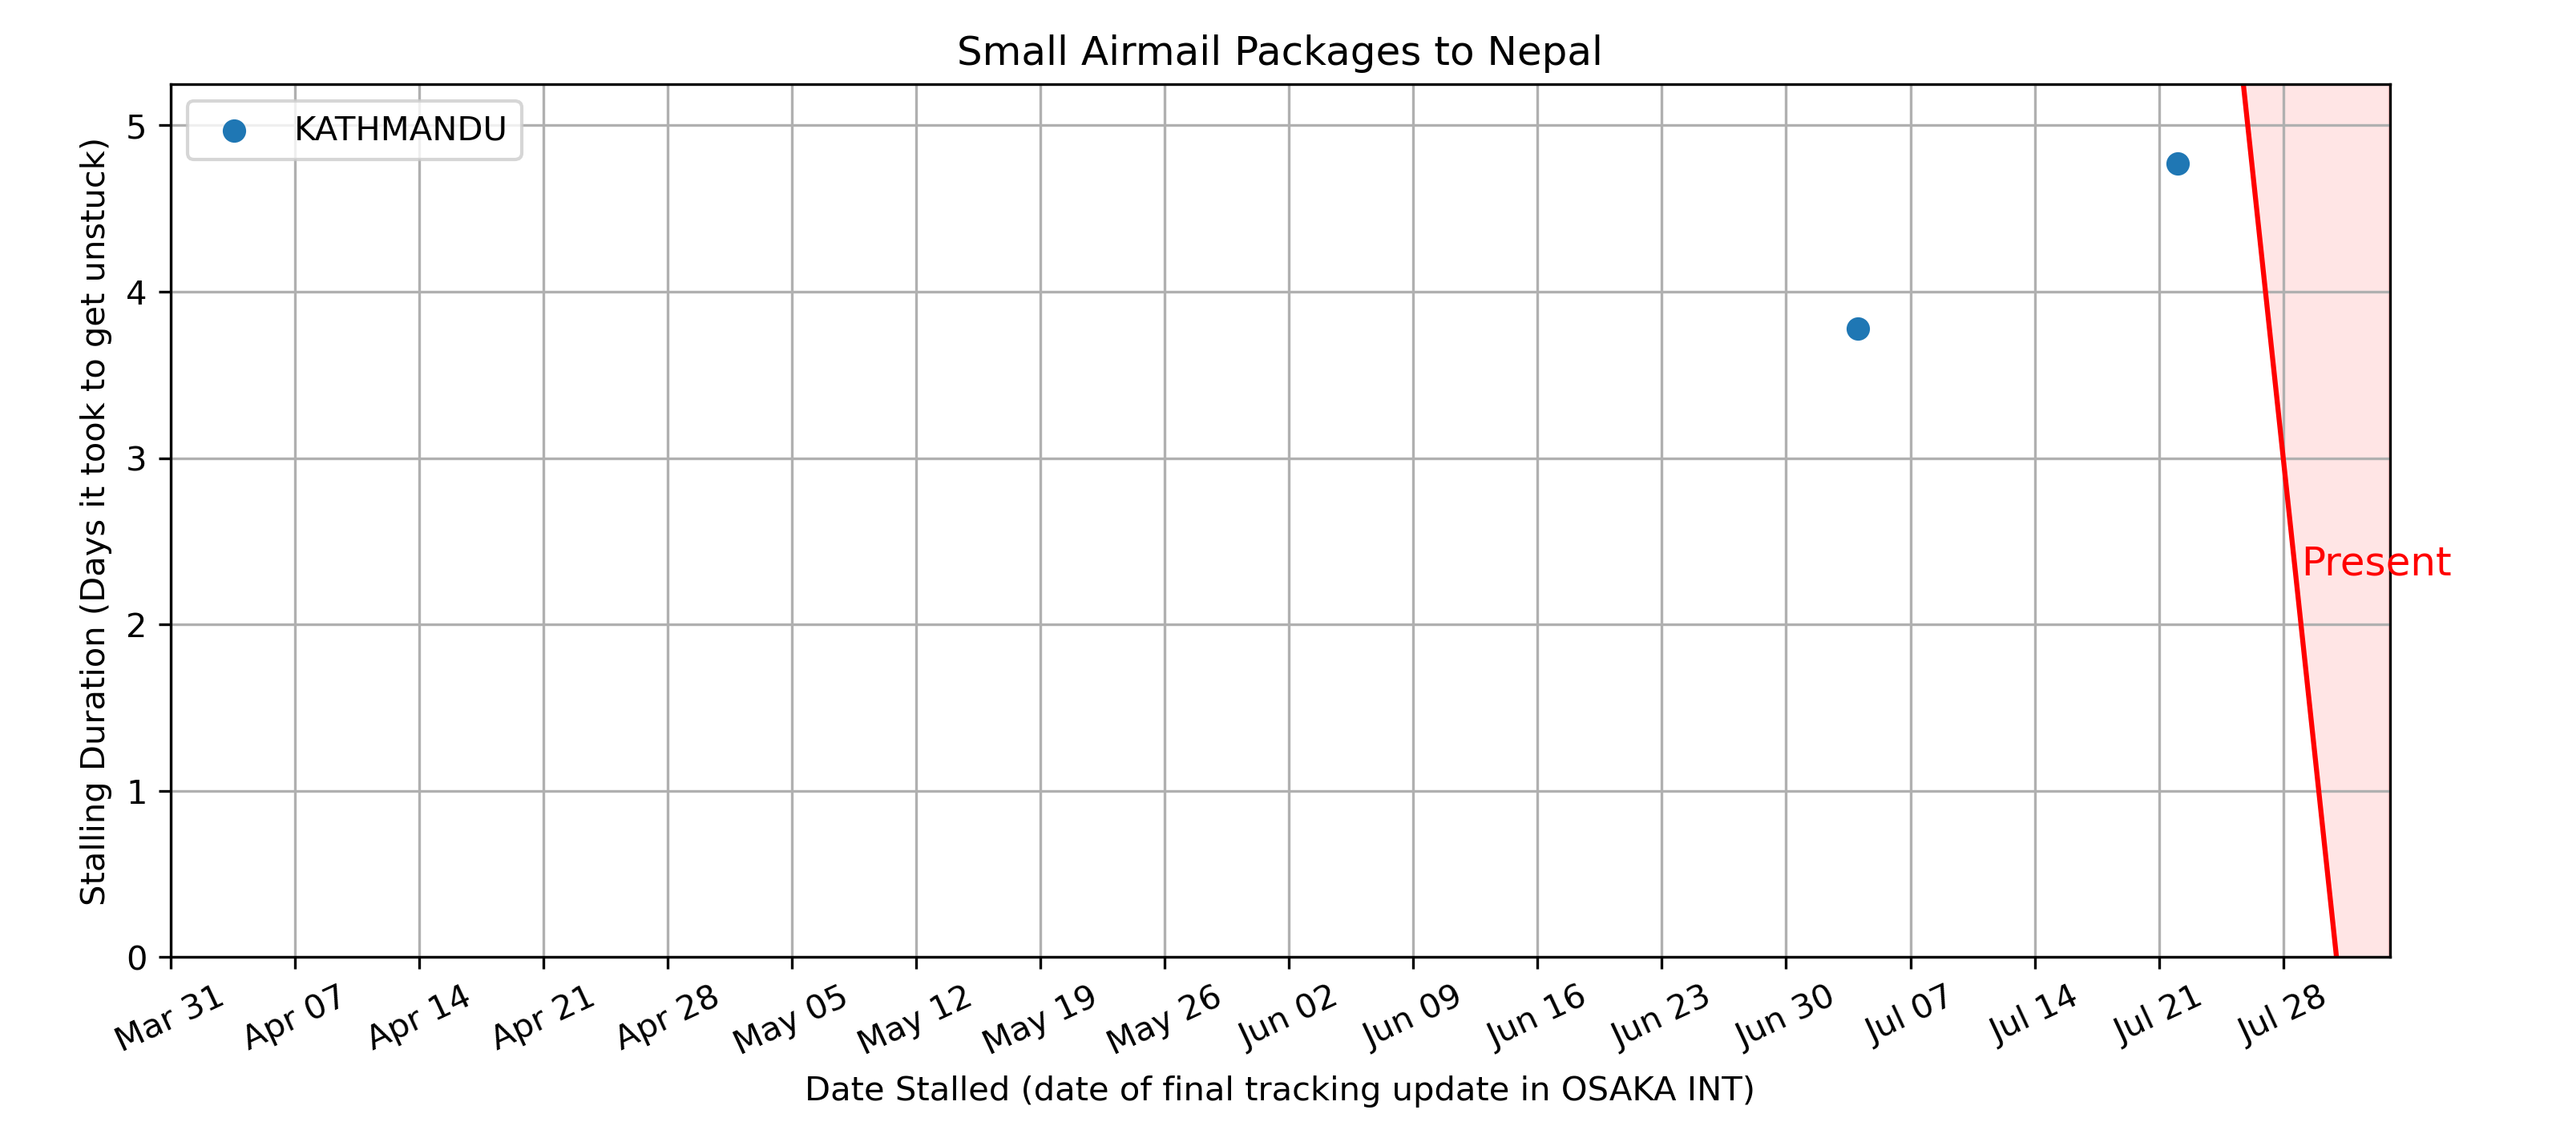 Small Airmail Packages to Nepal
KATHMANDU
Stalling Duration (Days it took to get unstuck)
5
4
3
2
1
0
Present
Mar 31 Apr 07 Apr 14 Apr 21 Apr 28 May 05 May 12 May 19 May 26 Jun 02 Jun 09 Jun 16 Jun 23 Jun 30 Jul 07 Jul 14 Jul 21 Jul 28
Date Stalled (date of final tracking update in OSAKA INT)